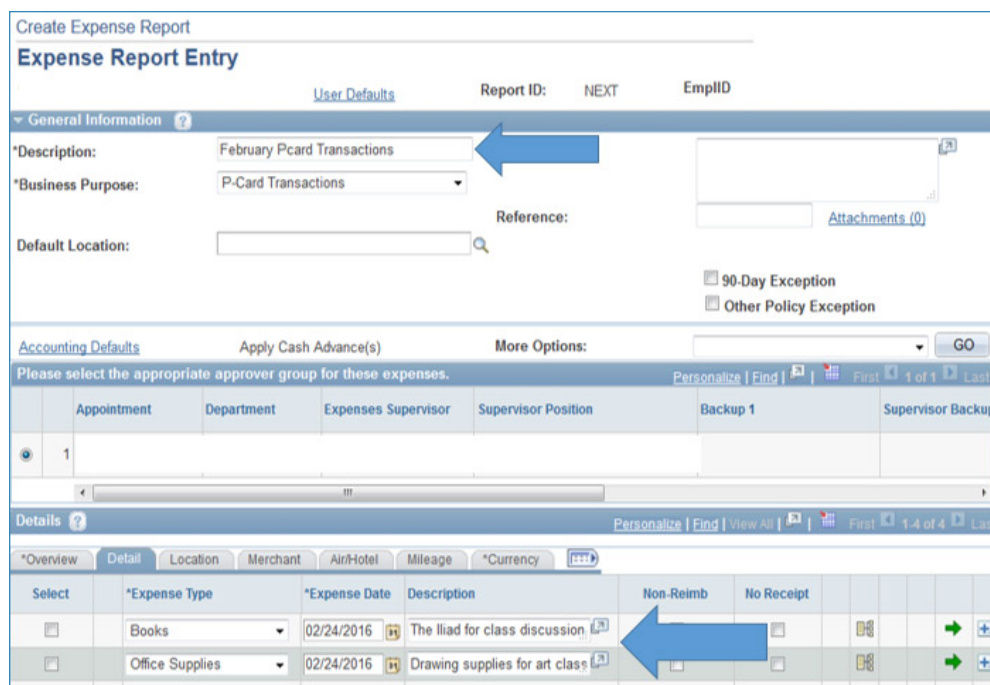 Create Expense Report
Expense Report Entry
User Defaults Report ID: NEXT EmplID
General Information ?
*Description: February Pcard Transactions
*Business Purpose: P-Card Transactions
Reference: Attachments (0)
Default Location:
90-Day Exception
Other Policy Exception
Accounting Defaults Apply Cash Advance(s) More Options: GO
Please select the appropriate approver group for these expenses. Personalize | Find | First 1 of 1 Last
Appointment Department Expenses Supervisor Supervisor Position Backup 1 Supervisor Backup
1
Details ? Personalize | Find | View All | First 1-4 of 4 Las
*Overview Detail Location Merchant Air/Hotel Mileage *Currency
Select *Expense Type *Expense Date Description Non-Reimb No Receipt
Books 02/24/2016 The Iliad for class discussion
Office Supplies 02/24/2016 Drawing supplies for art class